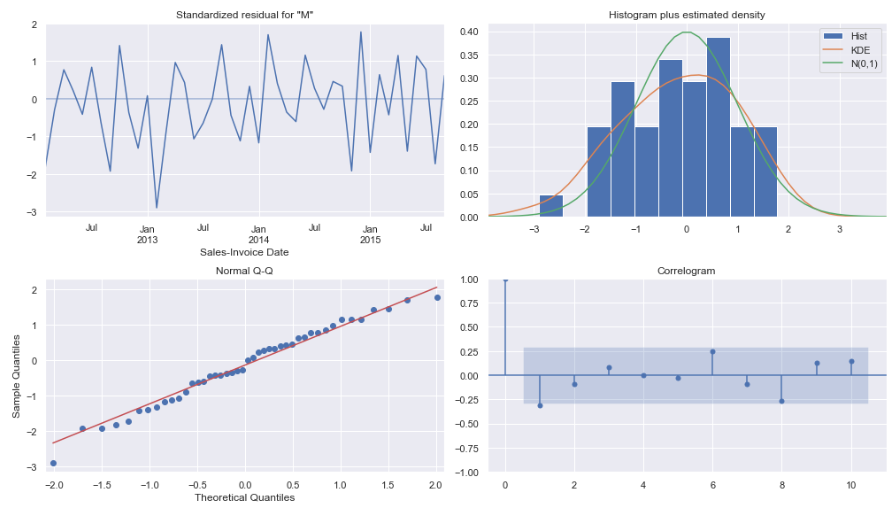 Standardized residual for "M"
2
1
0
−1
−2
−3
Jul
Jan
2013
Jul
Jan
2014
Jul
Jan
2015
Jul
Sales-Invoice Date
Histogram plus estimated density
0.40
0.35
0.30
0.25
0.20
0.15
0.10
0.05
0.00
Hist
KDE
N(0,1)
−3 −2 −1 0 1 2 3
Normal Q-Q
Sample Quantiles
2
1
0
−1
−2
−3
−2.0 −1.5 −1.0 −0.5 0.0 0.5 1.0 1.5 2.0
Theoretical Quantiles
Correlogram
1.00
0.75
0.50
0.25
0.00
−0.25
−0.50
−0.75
−1.00
0 2 4 6 8 10